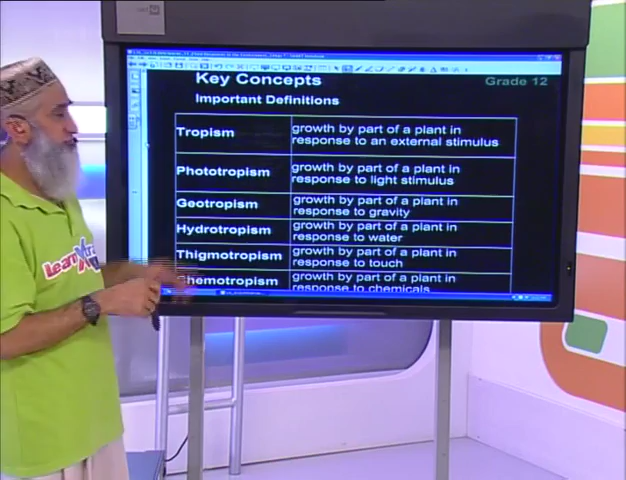 Key Concepts
Grade 12
Important Definitions
Tropism
growth by part of a plant in
response to an external stimulus
Phototropism
growth by part of a plant in
response to light stimulus
Geotropism
growth by part of a plant in
response to gravity
Hydrotropism
growth by part of a plant in
response to water
Thigmotropism
growth by part of a plant in
response to touch
Chemotropism
growth by part of a plant in
response to chemicals
Learn